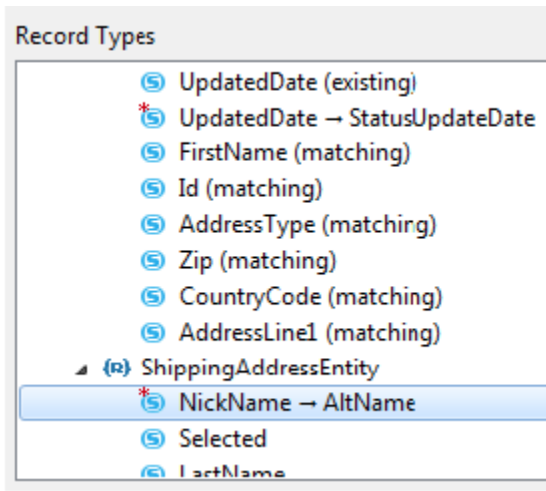 Record Types
UpdatedDate (existing)
UpdatedDate → StatusUpdateDate
FirstName (matching)
Id (matching)
AddressType (matching)
Zip (matching)
CountryCode (matching)
AddressLine1 (matching)
{R} ShippingAddressEntity
NickName → AltName
Selected
LastName